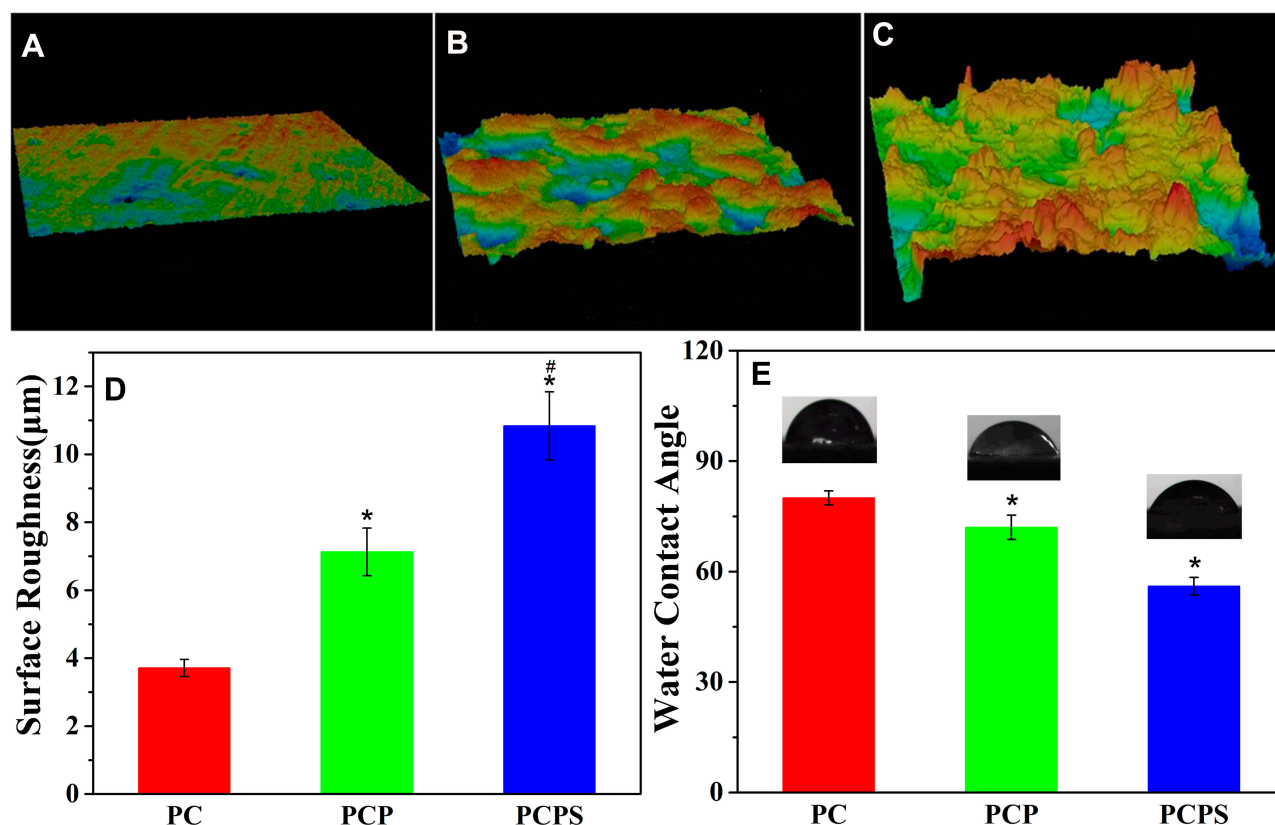 A
B
C
D
Surface Roughness(μm)
12
10
8
6
4
2
0
*
#
*
PC
PCP
PCPS
E
Water Contact Angle
120
90
60
30
0
*
*
PC
PCP
PCPS